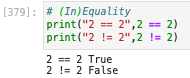 [379]: # (In)Equality
print("2 == 2",2 == 2)
print("2 != 2",2 != 2)
2 == 2 True
2 != 2 False